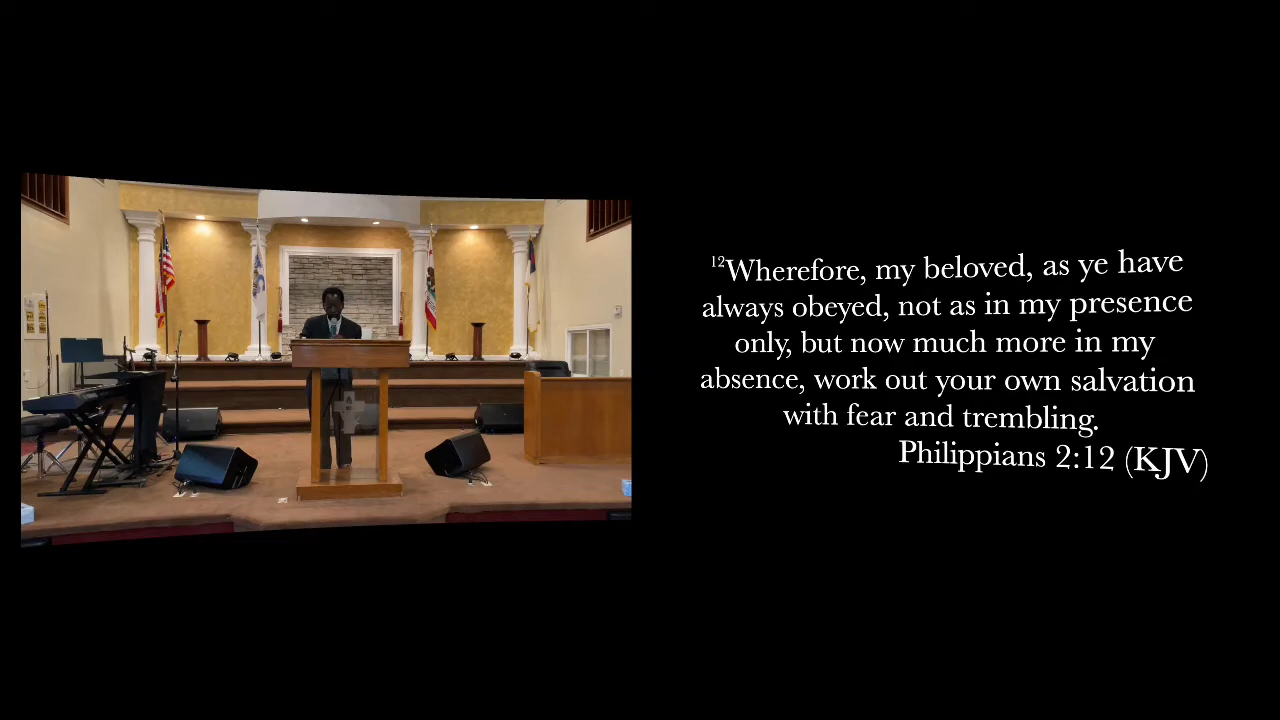 ¹²Wherefore, my beloved, as ye have
always obeyed, not as in my presence
only, but now much more in my
absence, work out your own salvation
with fear and trembling.
Philippians 2:12 (KJV)